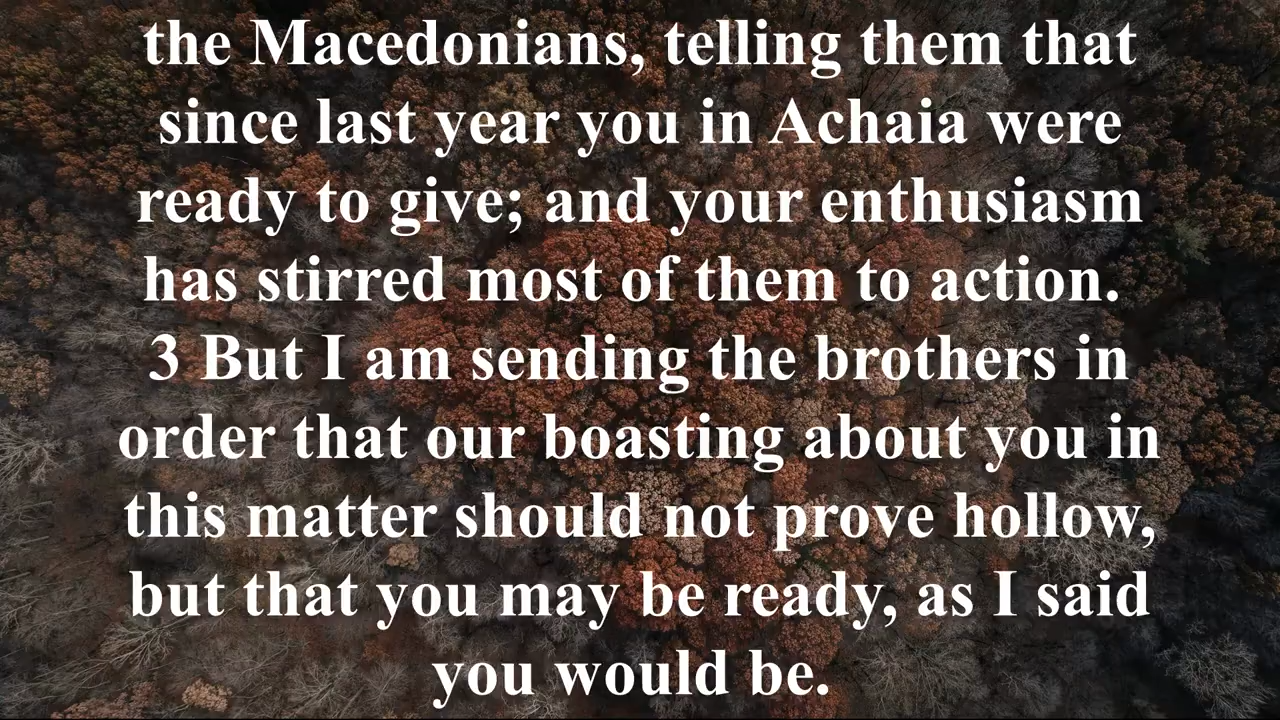 the Macedonians, telling them that
since last year you in Achaia were
ready to give; and your enthusiasm
has stirred most of them to action.
3 But I am sending the brothers in
order that our boasting about you in
this matter should not prove hollow,
but that you may be ready, as I said
you would be.